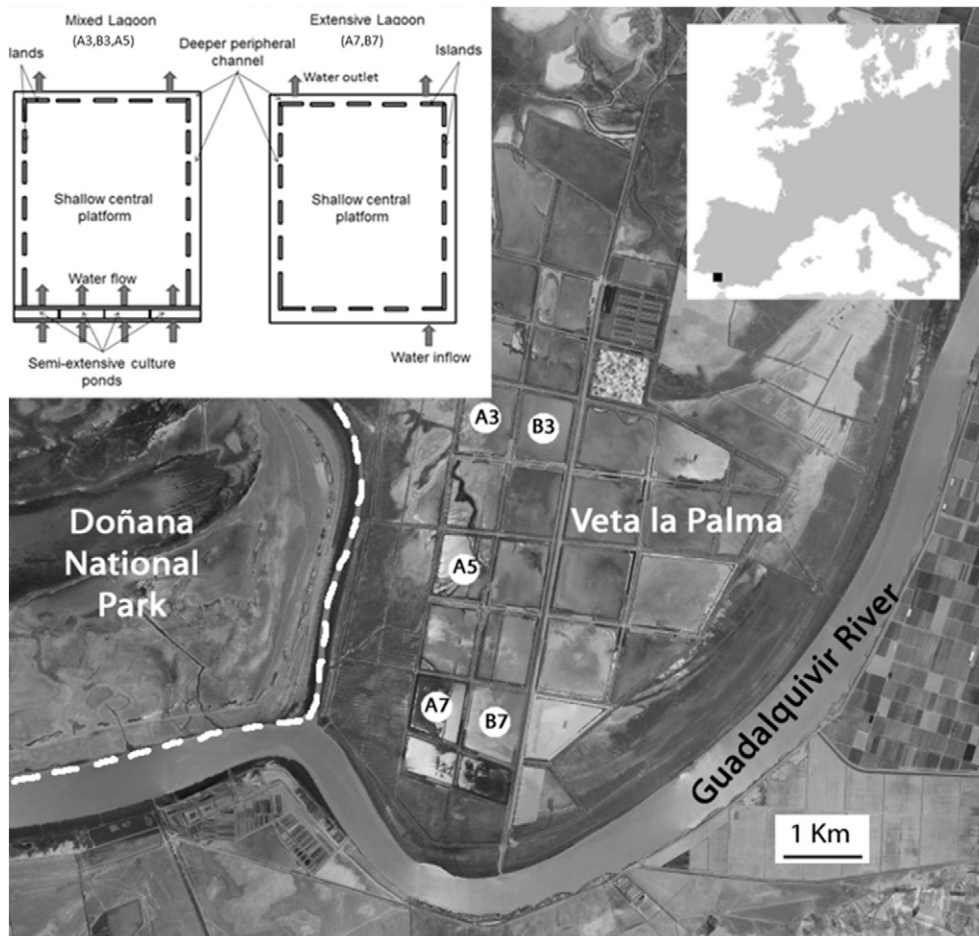 Mixed Lagoon
(A3,B3,A5)
Extensive Lagoon
(A7,B7)
lands
Deeper peripheral
channel
Islands
Water outlet
Shallow central
platform
Shallow central
platform
Water flow
Semi-extensive culture
ponds
Water inflow
A3
B3
Doñana
National
Park
Veta la Palma
A5
A7
B7
Guadalquivir River
1 Km